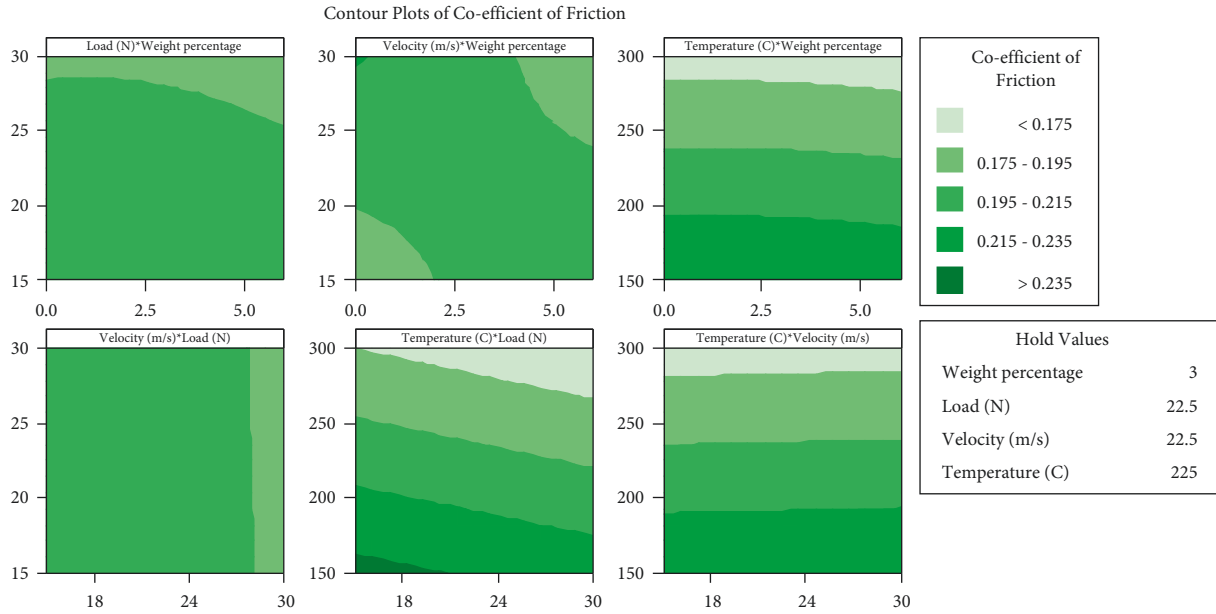 Contour Plots of Co-efficient of Friction
Load (N)*Weight percentage
30
25
20
15
0.0 2.5 5.0
Velocity (m/s)*Weight percentage
30
25
20
15
0.0 2.5 5.0
Temperature (C)*Weight percentage
300
250
200
150
0.0 2.5 5.0
Co-efficient of
Friction
< 0.175
0.175 - 0.195
0.195 - 0.215
0.215 - 0.235
> 0.235
Velocity (m/s)*Load (N)
30
25
20
15
18 24 30
Temperature (C)*Load (N)
300
250
200
150
18 24 30
Temperature (C)*Velocity (m/s)
300
250
200
150
18 24 30
Hold Values
Weight percentage 3
Load (N) 22.5
Velocity (m/s) 22.5
Temperature (C) 225